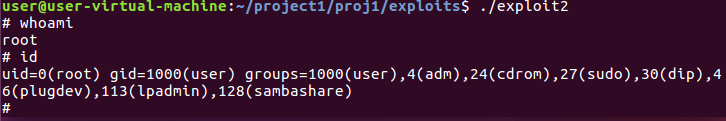 user@user-virtual-machine:~/project1/proj1/exploits$ ./exploit2
# whoami
root
# id
uid=0(root) gid=1000(user) groups=1000(user),4(adm),24(cdrom),27(sudo),30(dip),4
6(plugdev),113(lpadmin),128(sambashare)
#